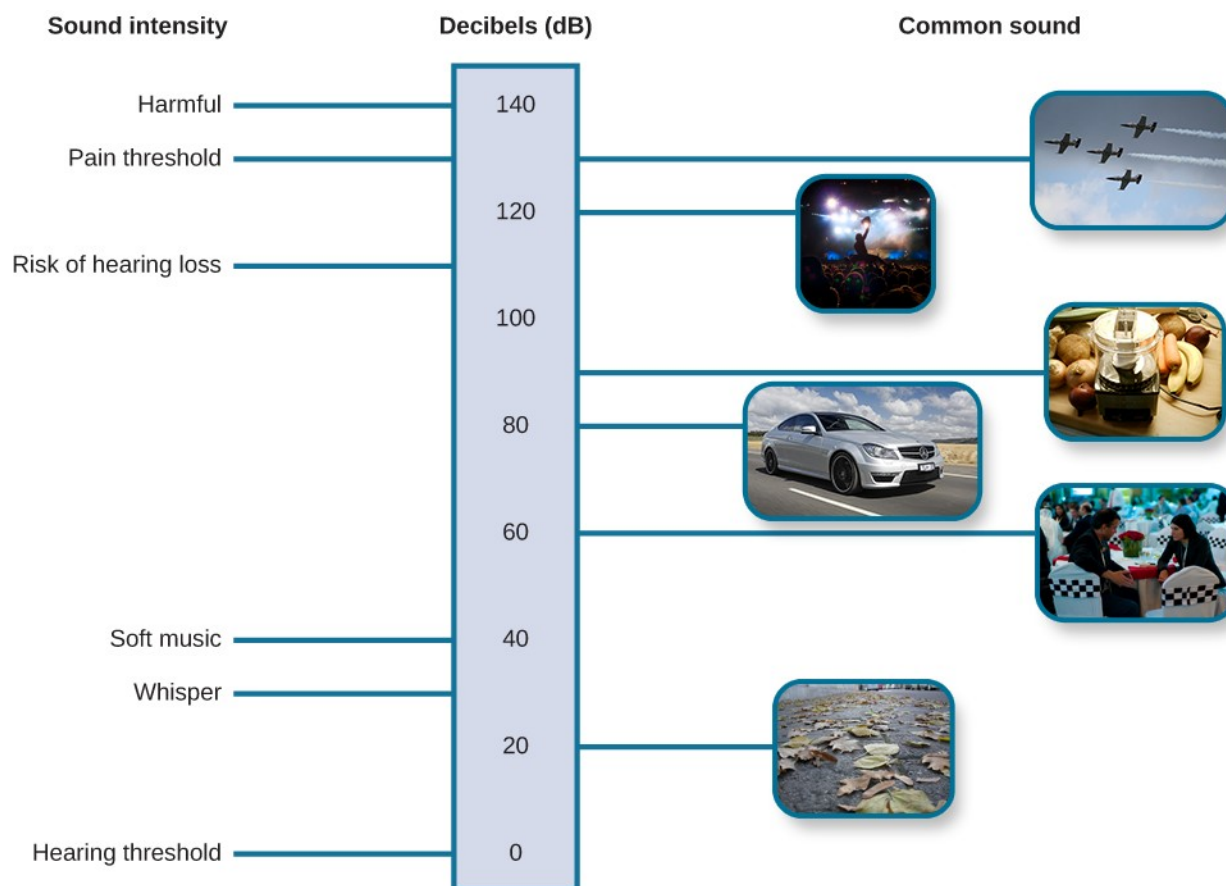 Sound intensity
Decibels (dB)
Common sound
Harmful
140
Pain threshold
120
Risk of hearing loss
100
80
60
Soft music
40
Whisper
20
Hearing threshold
0